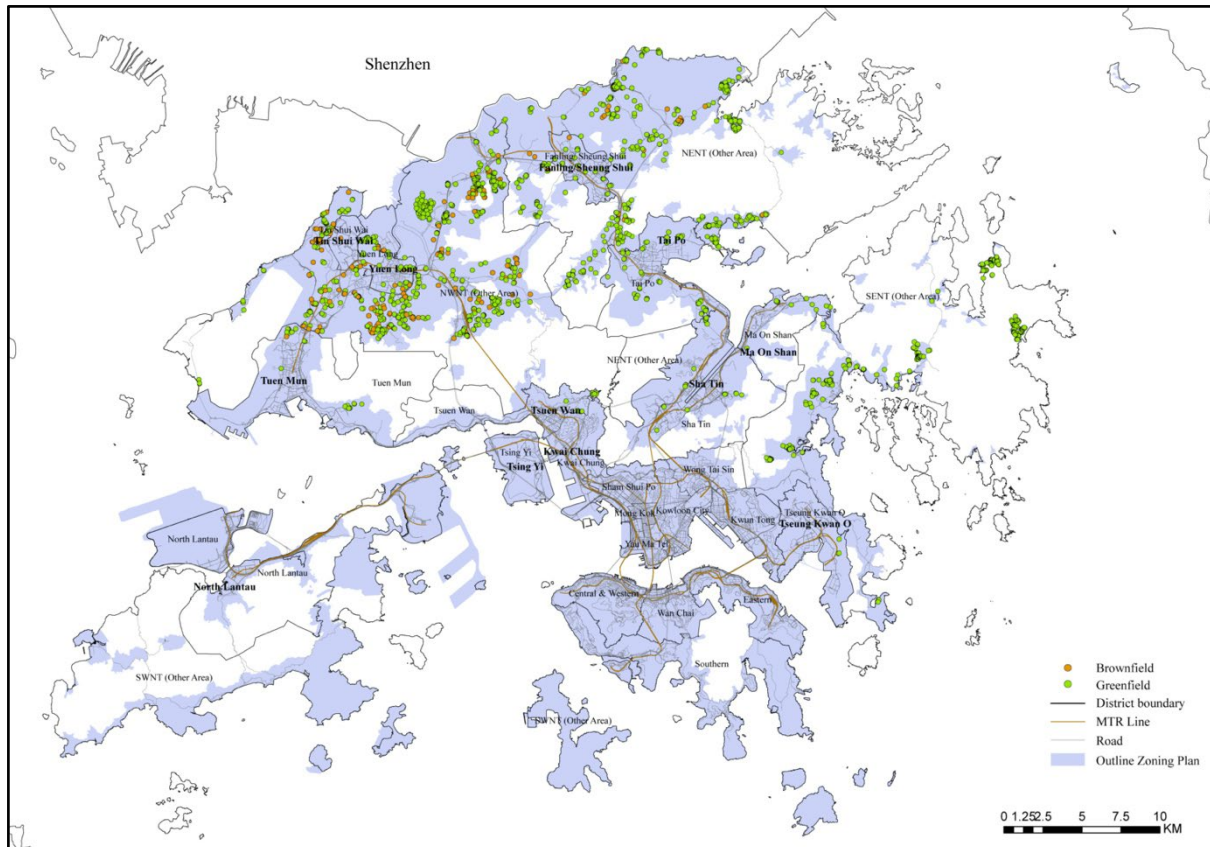 Shenzhen
NENT (Other Area)
Fanling/Sheung Shui
Fanling/Sheung Shui
Tin Shui Wai
Tin Shui Wai
Yuen Long
Yuen Long
NWNT (Other Area)
Tai Po
Tai Po
SENT (Other Area)
Ma On Shan
Ma On Shan
NENT (Other Area)
Sha Tin
Sha Tin
Tuen Mun
Tuen Mun
Tsuen Wan
Tsuen Wan
Kwai Chung
Kwai Chung
Tsing Yi
Tsing Yi
Sham Shui Po
Wong Tai Sin
Mong Kok
Kowloon City
Kwun Tong
Tseung Kwan O
Tseung Kwan O
Yau Ma Tei
North Lantau
North Lantau
North Lantau
Central & Western
Wan Chai
Eastern
Southern
SWNT (Other Area)
SWNT (Other Area)
Brownfield
Greenfield
District boundary
MTR Line
Road
Outline Zoning Plan
0 1.25 2.5 5 7.5 10
KM